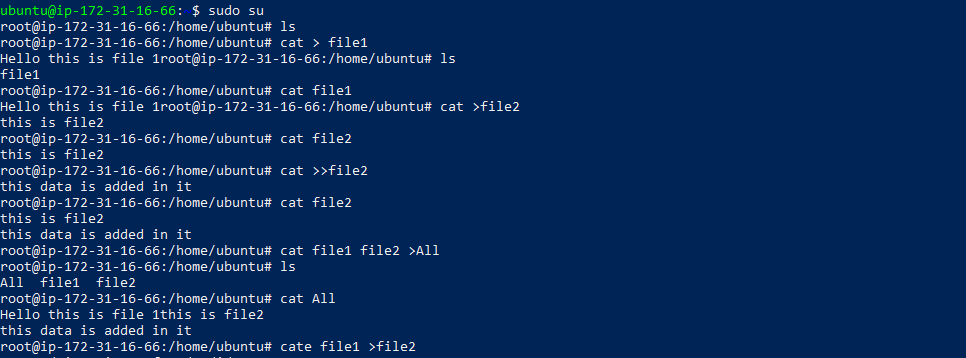 ubuntu@ip-172-31-16-66:~$ sudo su
root@ip-172-31-16-66:/home/ubuntu# ls
root@ip-172-31-16-66:/home/ubuntu# cat > file1
Hello this is file 1root@ip-172-31-16-66:/home/ubuntu# ls
file1
root@ip-172-31-16-66:/home/ubuntu# cat file1
Hello this is file 1root@ip-172-31-16-66:/home/ubuntu# cat >file2
this is file2
root@ip-172-31-16-66:/home/ubuntu# cat file2
this is file2
root@ip-172-31-16-66:/home/ubuntu# cat >>file2
this data is added in it
root@ip-172-31-16-66:/home/ubuntu# cat file2
this is file2
this data is added in it
root@ip-172-31-16-66:/home/ubuntu# cat file1 file2 >All
root@ip-172-31-16-66:/home/ubuntu# ls
All  file1  file2
root@ip-172-31-16-66:/home/ubuntu# cat All
Hello this is file 1this is file2
this data is added in it
root@ip-172-31-16-66:/home/ubuntu# cate file1 >file2